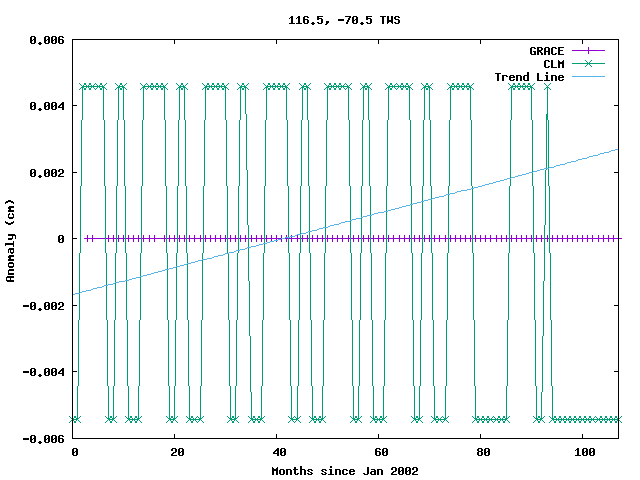 116.5, -70.5 TWS
GRACE
CLM
Trend Line
0.006
0.004
0.002
0
-0.002
-0.004
-0.006
Anomaly (cm)
0 20 40 60 80 100
Months since Jan 2002